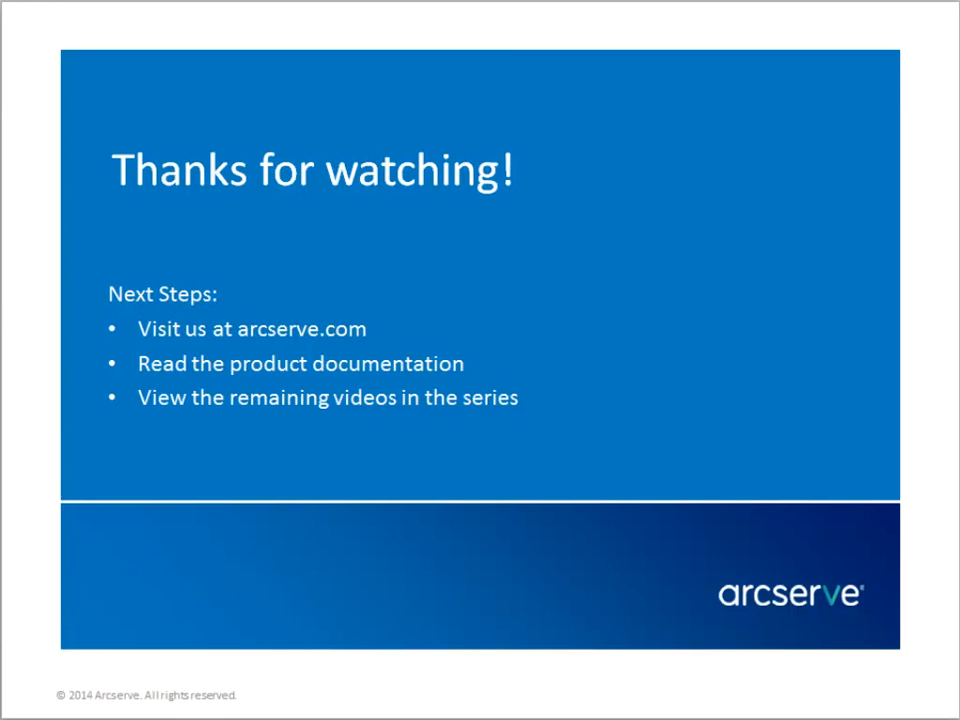 Thanks for watching!
Next Steps:
• Visit us at arcserve.com
• Read the product documentation
• View the remaining videos in the series
arcserve®
© 2014 Arcserve. All rights reserved.